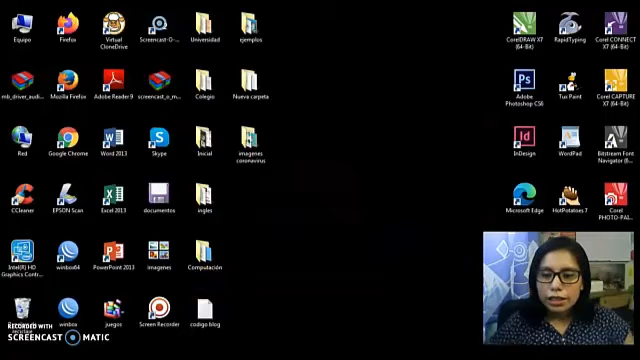 Equipo
Firefox
Virtual
CloneDrive
Screencast-O-...
Universidad
ejemplos
CorelDRAW X7
(64-Bit)
RapidTyping
Corel CONNECT
X7 (64-Bit)
mb_driver_audi...
Mozilla Firefox
Adobe Reader 9
screencast_o_m...
Colegio
Nueva carpeta
Adobe
Photoshop CS6
Tux Paint
Corel CAPTURE
X7 (64-Bit)
Red
Google Chrome
Word 2013
Skype
Inicial
imagenes
coronavirus
InDesign
WordPad
Bitstream Font
Navigator (6...
CCleaner
EPSON Scan
Excel 2013
documentos
ingles
Microsoft Edge
HotPotatoes 7
Corel
PHOTO-PAI...
Intel(R) HD
Graphics Contr...
winbox64
PowerPoint 2013
imagenes
Computación
winbox
juegos
Screen Recorder
codigo blog
RECORDED WITH
SCREENCAST MATIC